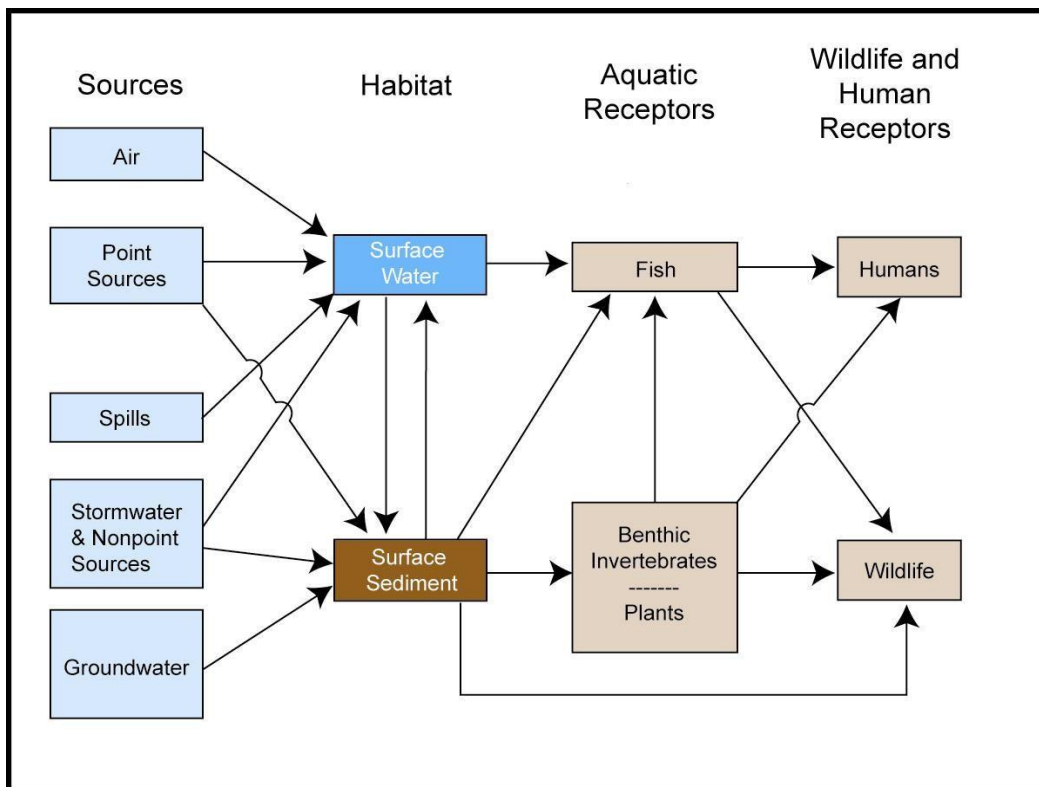 Sources
Habitat
Aquatic
Receptors
Wildlife and
Human
Receptors
Air
Point
Sources
Spills
Stormwater
& Nonpoint
Sources
Groundwater
Surface
Water
Surface
Sediment
Fish
Benthic
Invertebrates
-------
Plants
Humans
Wildlife